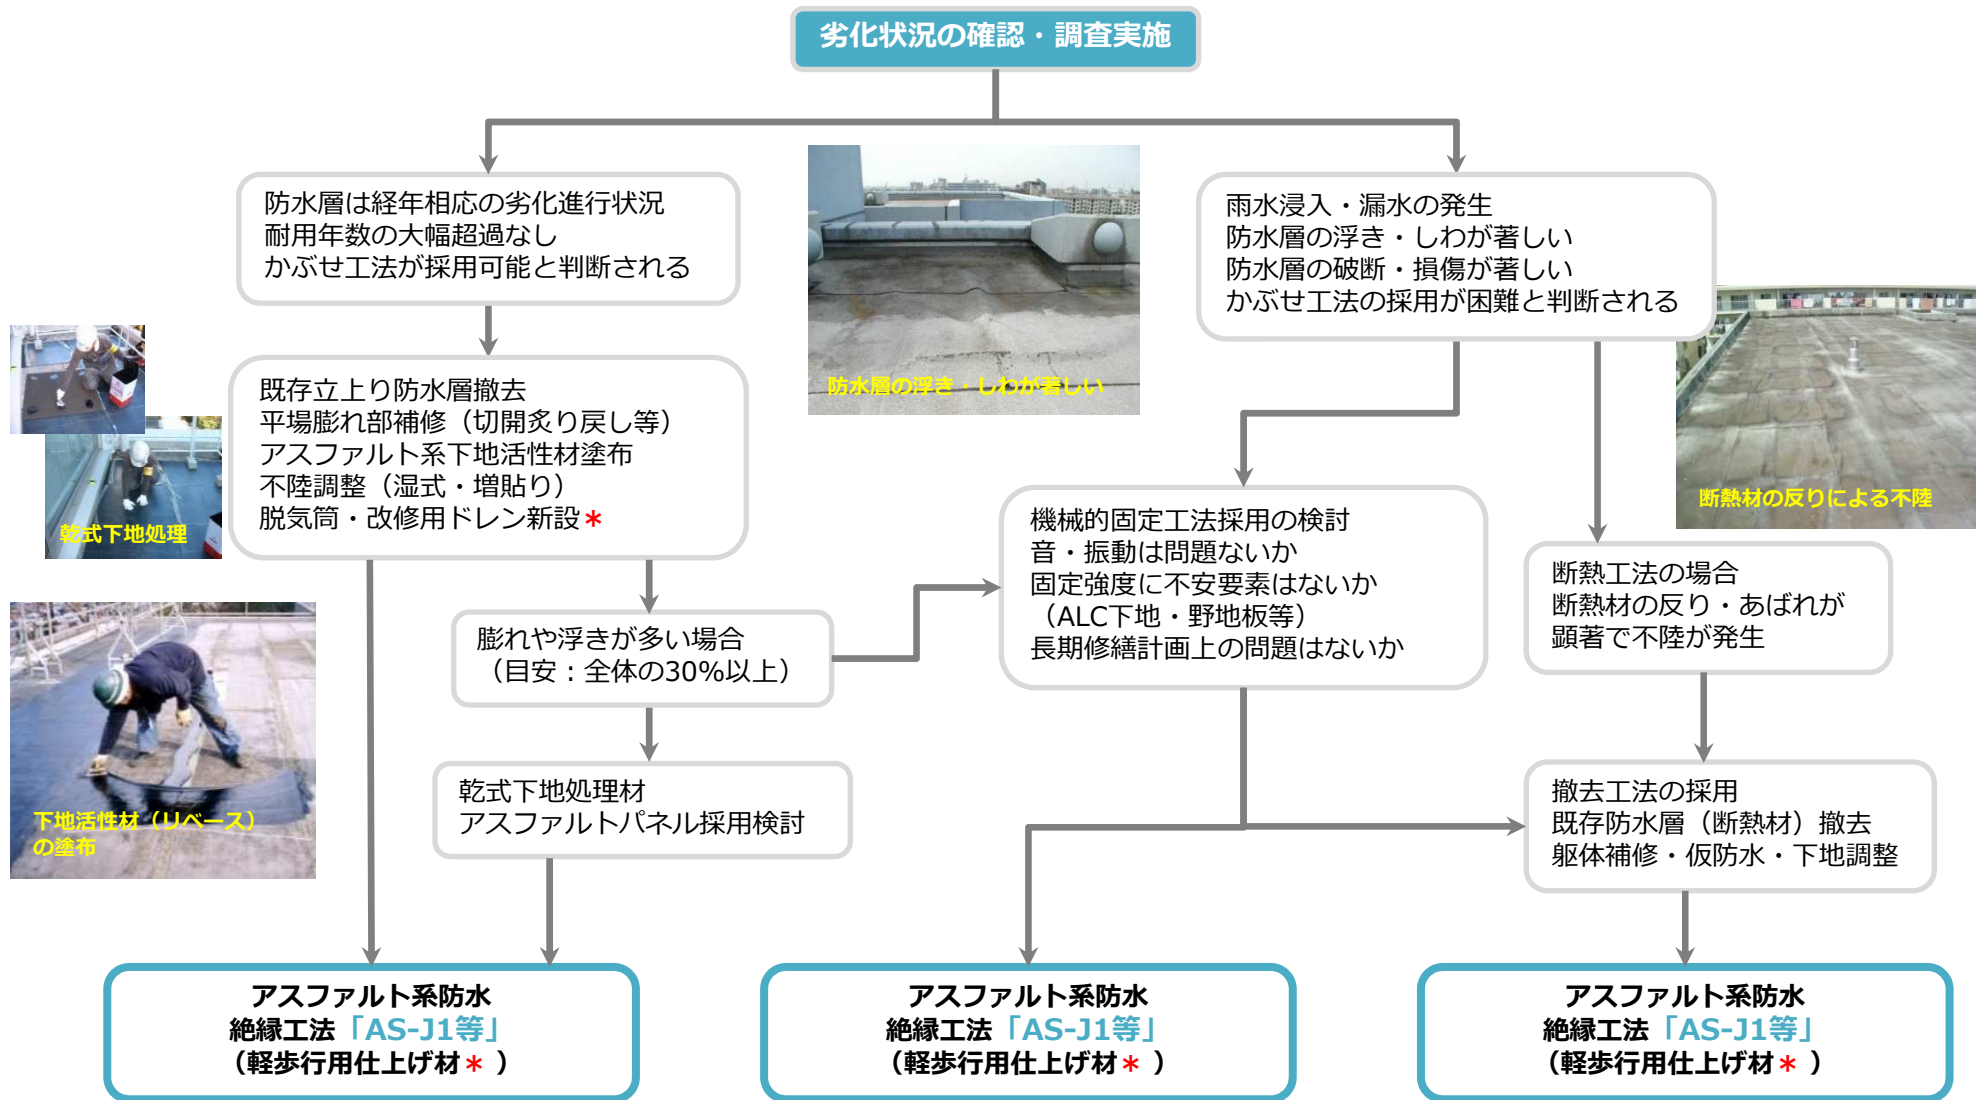 劣化状況の確認・調査実施
防水層は経年相応の劣化進行状況
耐用年数の大幅超過なし
かぶせ工法が採用可能と判断される
雨水浸入・漏水の発生
防水層の浮き・しわが著しい
防水層の破断・損傷が著しい
かぶせ工法の採用が困難と判断される
防水層の浮き・しわが著しい
既存立上り防水層撤去
平場膨れ部補修（切開炙り戻し等）
アスファルト系下地活性材塗布
不陸調整（湿式・増貼り）
脱気筒・改修用ドレン新設＊
乾式下地処理
断熱材の反りによる不陸
機械的固定工法採用の検討
音・振動は問題ないか
固定強度に不安要素はないか
（ALC下地・野地板等）
長期修繕計画上の問題はないか
断熱工法の場合
断熱材の反り・あばれが
顕著で不陸が発生
膨れや浮きが多い場合
（目安：全体の30%以上）
乾式下地処理材
アスファルトパネル採用検討
下地活性材（リベース）
の塗布
撤去工法の採用
既存防水層（断熱材）撤去
躯体補修・仮防水・下地調整
アスファルト系防水
絶縁工法「AS-J1等」
（軽歩行用仕上げ材＊ ）
アスファルト系防水
絶縁工法「AS-J1等」
（軽歩行用仕上げ材＊ ）
アスファルト系防水
絶縁工法「AS-J1等」
（軽歩行用仕上げ材＊ ）